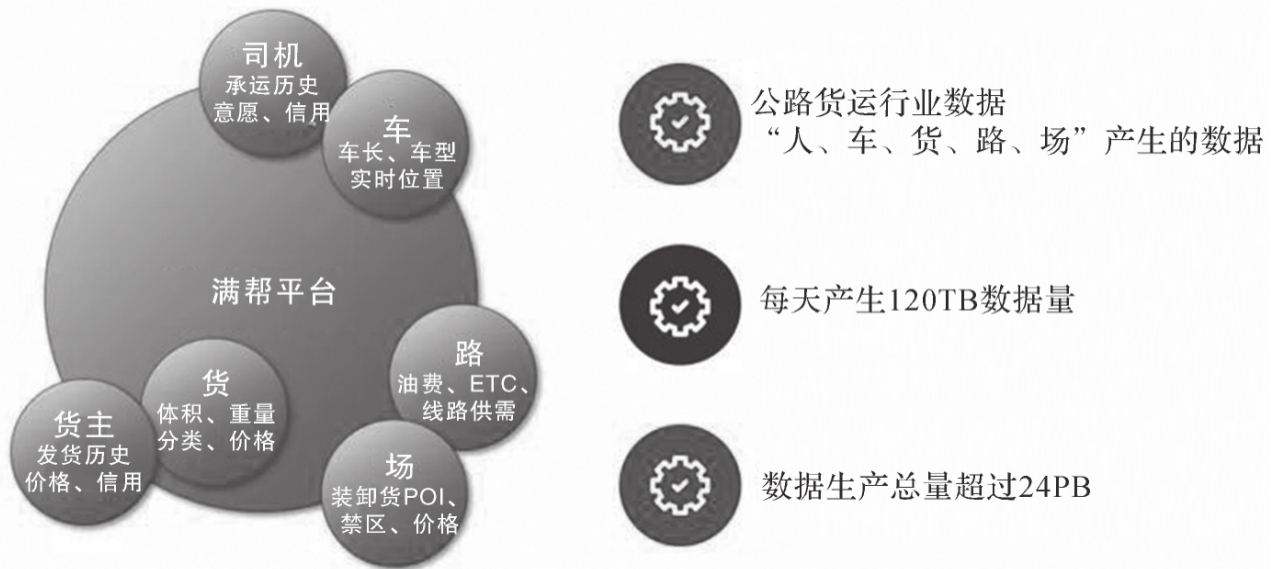 司机
承运历史
意愿、信用
车
车长、车型
实时位置
满帮平台
路
油费、ETC、
线路供需
货
体积、重量
分类、价格
货主
发货历史
价格、信用
场
装卸货POI、
禁区、价格
公路货运行业数据
“人、车、货、路、场”产生的数据
每天产生120TB数据量
数据生产总量超过24PB